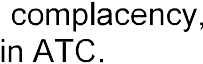 complacency,
in ATC.